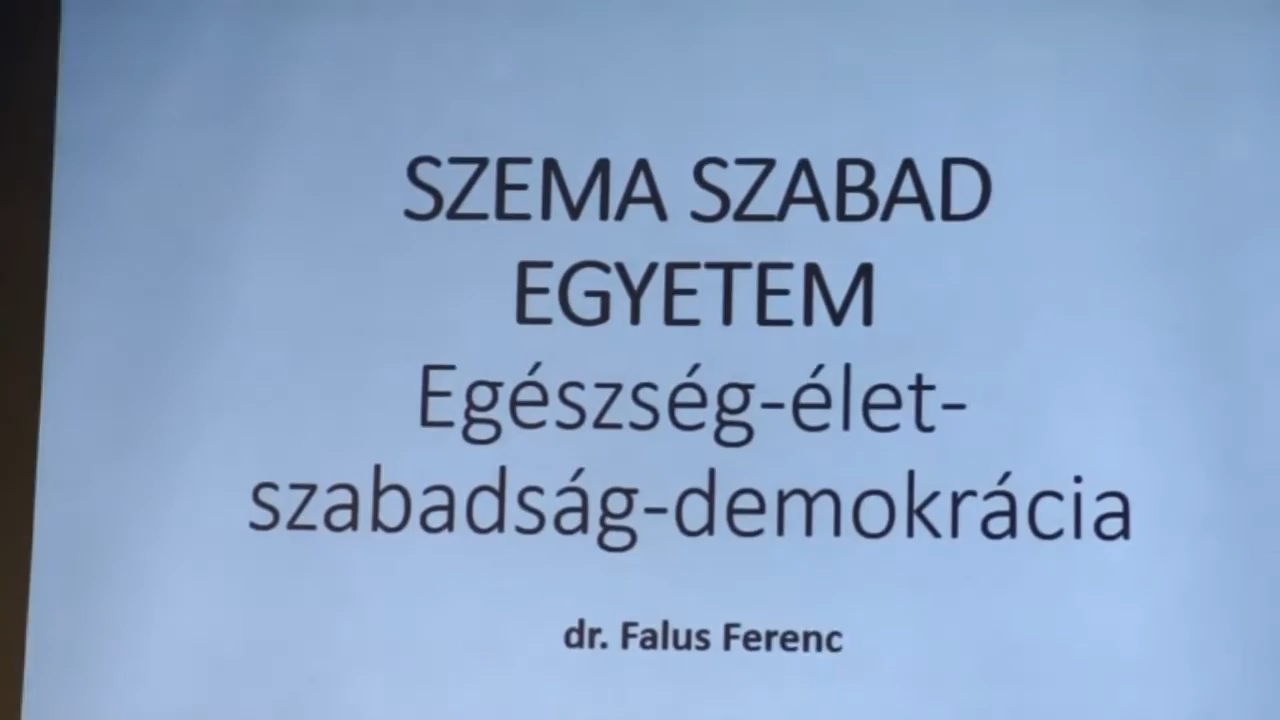 SZEMA SZABAD
EGYETEM
Egészség-élet-
szabadság-demokrácia
dr. Falus Ferenc